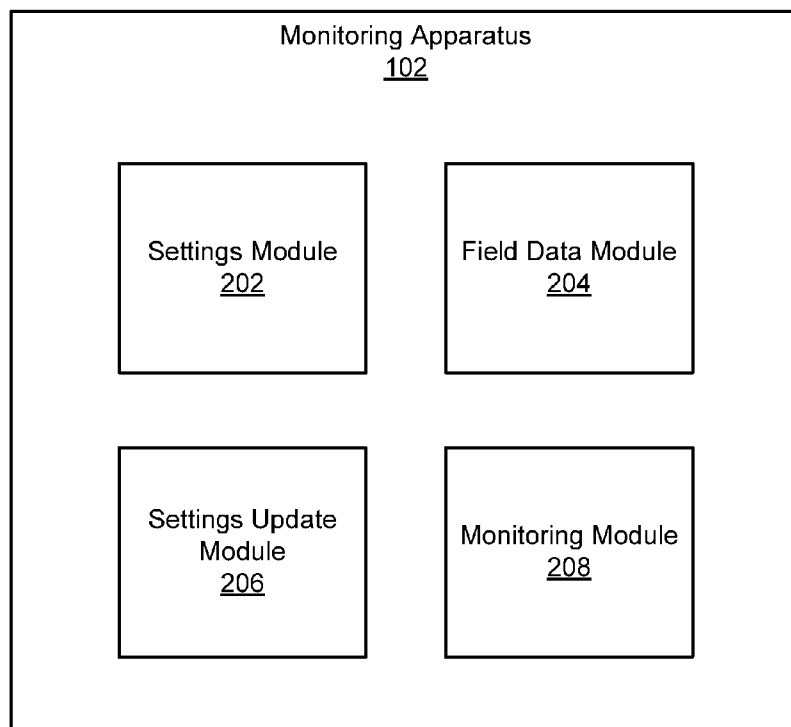 Monitoring Apparatus
102
Settings Module
202
Field Data Module
204
Settings Update
Module
206
Monitoring Module
208